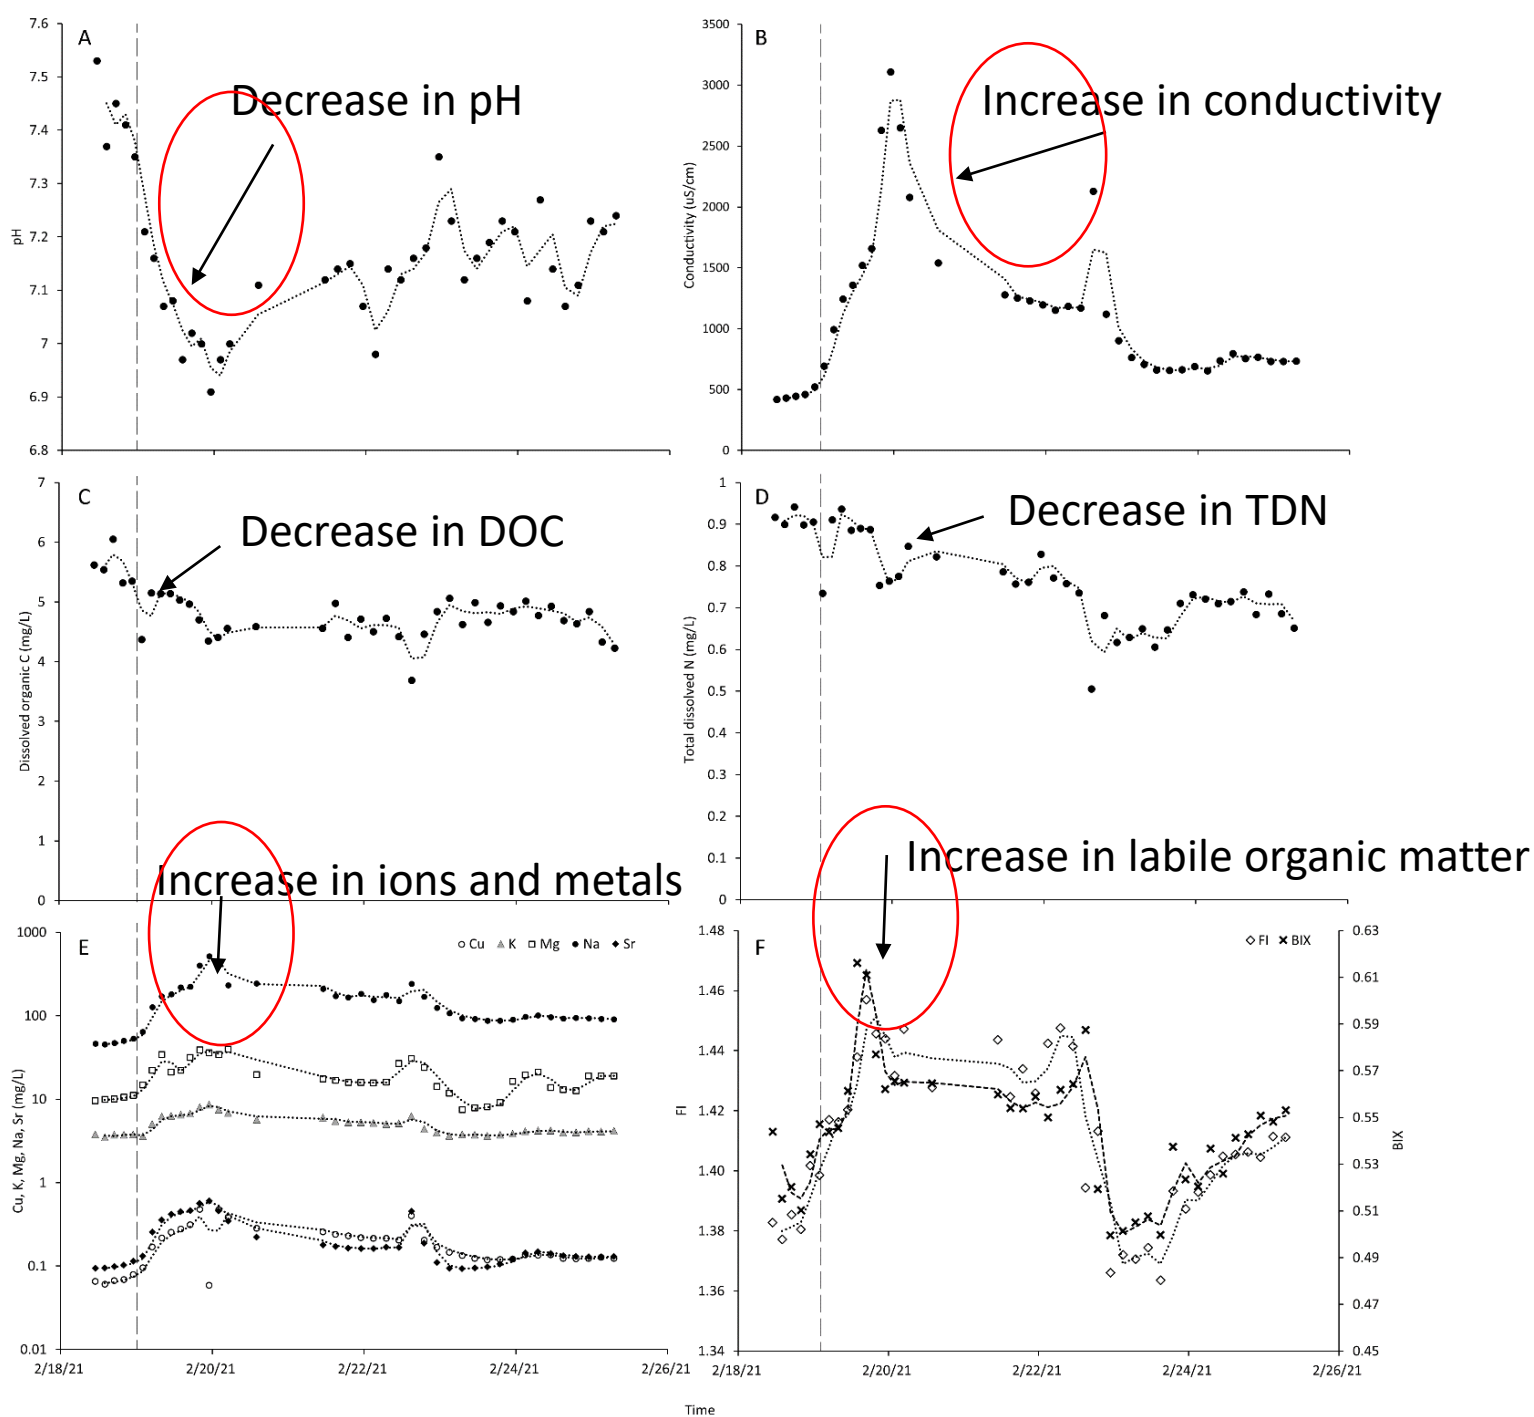 A
Decrease in pH
7.6
7.5
7.4
7.3
7.2
7.1
7
6.9
6.8
pH
B
Increase in conductivity
3500
3000
2500
2000
1500
1000
500
0
Conductivity (uS/cm)
C
Decrease in DOC
7
6
5
4
3
2
1
0
Dissolved organic C (mg/L)
D
Decrease in TDN
1
0.9
0.8
0.7
0.6
0.5
0.4
0.3
0.2
0.1
0
Total dissolved N (mg/L)
Increase in ions and metals
E
Cu K Mg Na Sr
1000
100
10
1
0.1
0.01
Cu, K, Mg, Na, Sr (mg/L)
2/18/21 2/20/21 2/22/21 2/24/21 2/26/21
Increase in labile organic matter
F
FI BIX
1.48
1.46
1.44
1.42
1.40
1.38
1.36
1.34
FI
0.63
0.61
0.59
0.57
0.55
0.53
0.51
0.49
0.47
0.45
BIX
2/18/21 2/20/21 2/22/21 2/24/21 2/26/21
Time